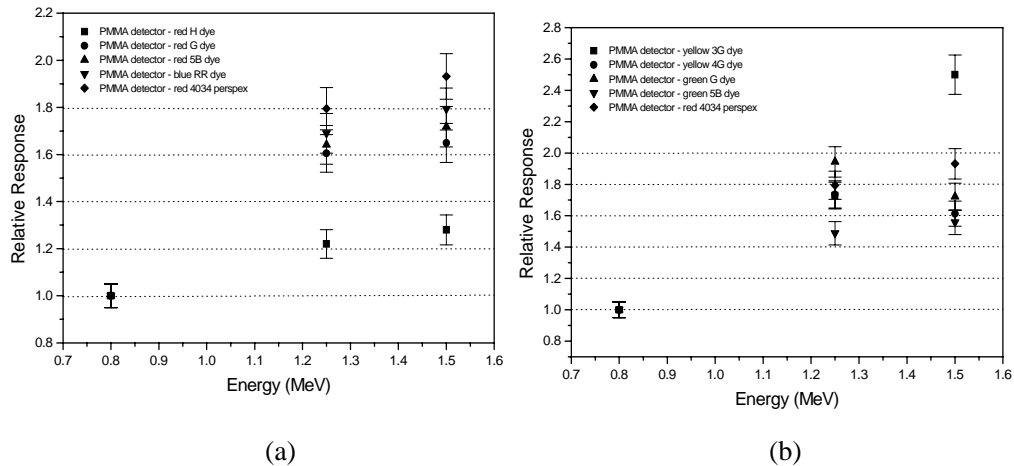 2.2
2.0
1.8
1.6
1.4
1.2
1.0
0.8
Relative Response
PMMA detector - red H dye
PMMA detector - red G dye
PMMA detector - red 5B dye
PMMA detector - blue RR dye
PMMA detector - red 4034 perspex
0.7 0.8 0.9 1.0 1.1 1.2 1.3 1.4 1.5 1.6
Energy (MeV)
(a)
2.8
2.6
2.4
2.2
2.0
1.8
1.6
1.4
1.2
1.0
0.8
Relative Response
PMMA detector - yellow 3G dye
PMMA detector - yellow 4G dye
PMMA detector - green G dye
PMMA detector - green 5B dye
PMMA detector - red 4034 perspex
0.7 0.8 0.9 1.0 1.1 1.2 1.3 1.4 1.5 1.6
Energy (MeV)
(b)